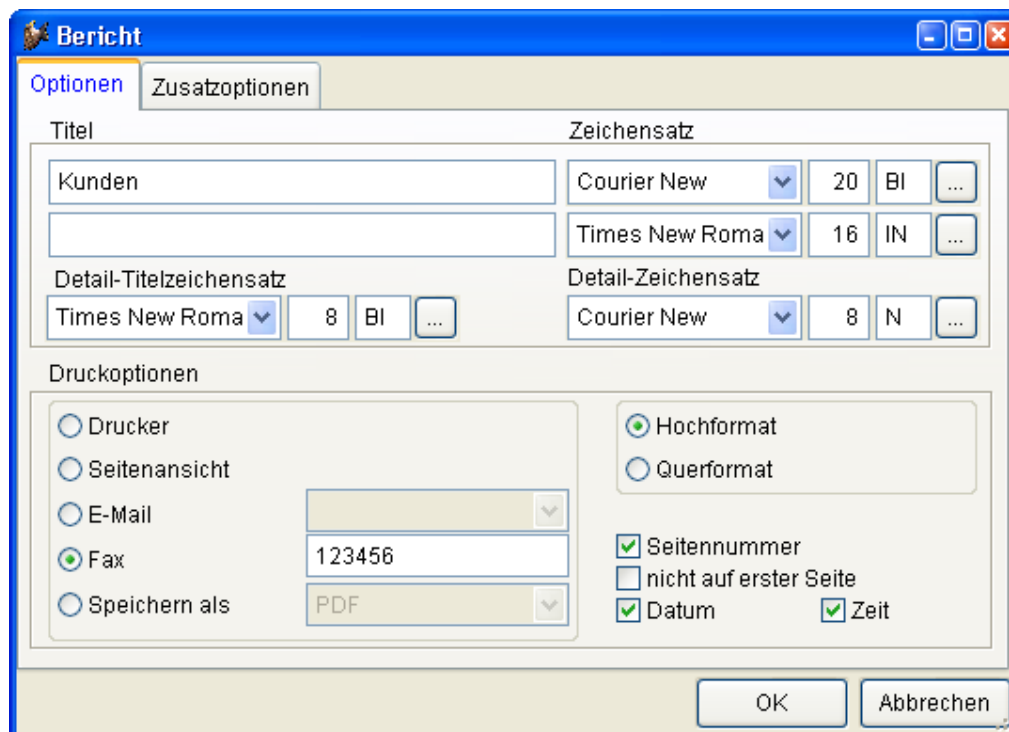 Bericht
Optionen Zusatzoptionen
Titel Zeichensatz
Kunden Courier New 20 BI ...
Times New Roma 16 IN ...
Detail-Titelzeichensatz Detail-Zeichensatz
Times New Roma 8 BI ... Courier New 8 N ...
Druckoptionen
Drucker Hochformat
Seitenansicht Querformat
E-Mail
Fax 123456 Seitennummer
nicht auf erster Seite
Speichern als PDF Datum Zeit
OK Abbrechen